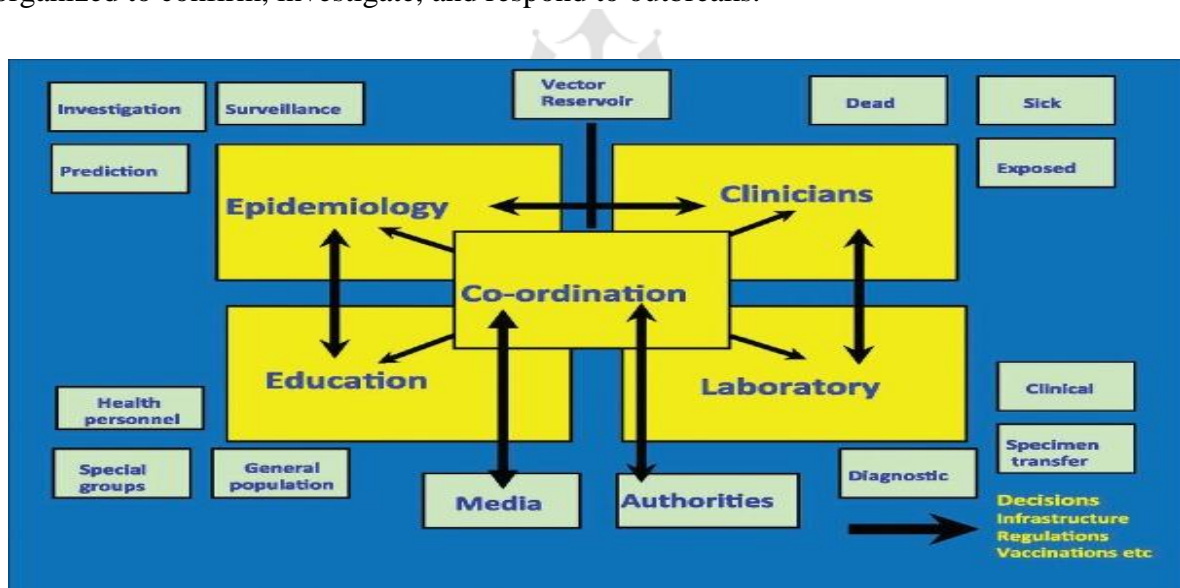 organized to confirm, investigate, and respond to outbreaks.
Vector
Reservoir
Investigation
Surveillance
Dead
Sick
Prediction
Exposed
Epidemiology
Clinicians
Co-ordination
Education
Laboratory
Health
personnel
Clinical
Special
groups
General
population
Specimen
transfer
Diagnostic
Media
Authorities
Decisions
Infrastructure
Regulations
Vaccinations etc